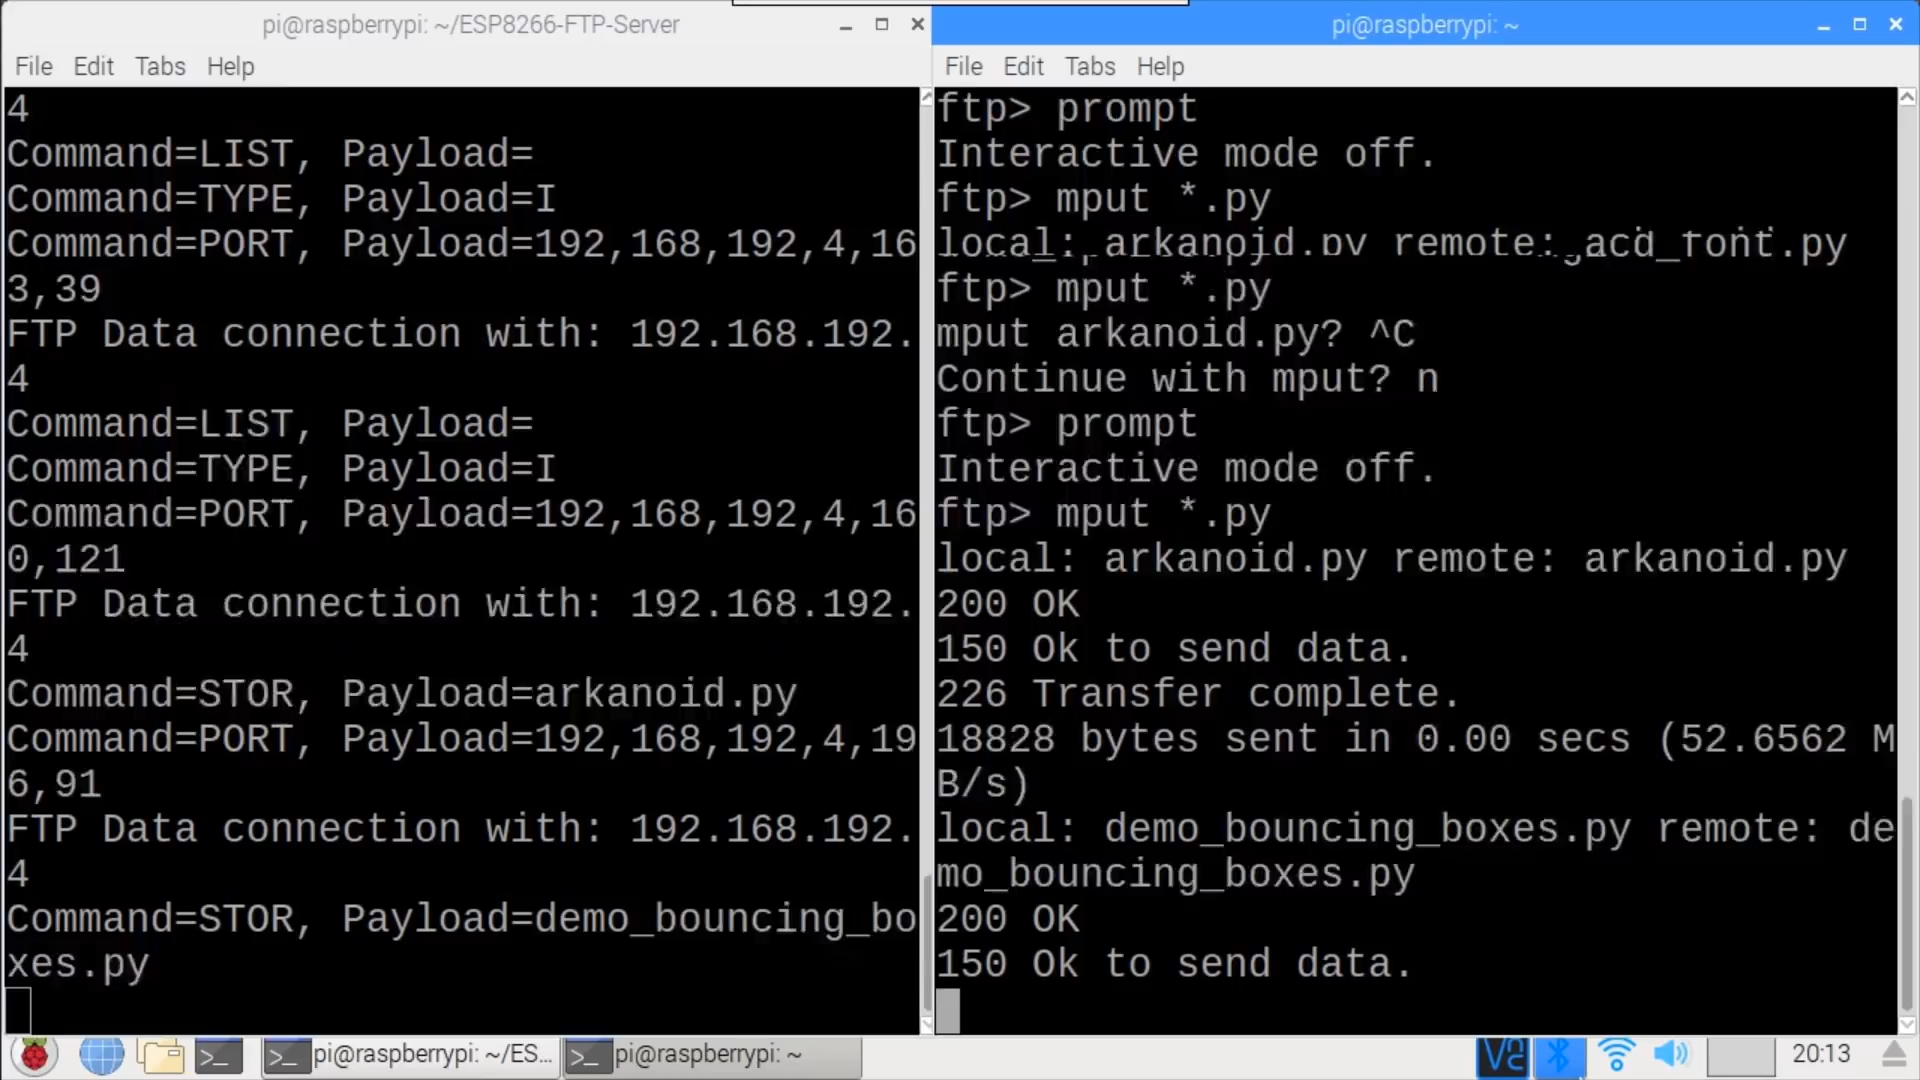 pi@raspberrypi: ~/ESP8266-FTP-Server
File Edit Tabs Help
4
Command=LIST, Payload=
Command=TYPE, Payload=I
Command=PORT, Payload=192,168,192,4,16
3,39
FTP Data connection with: 192.168.192.
4
Command=LIST, Payload=
Command=TYPE, Payload=I
Command=PORT, Payload=192,168,192,4,16
0,121
FTP Data connection with: 192.168.192.
4
Command=STOR, Payload=arkanoid.py
Command=PORT, Payload=192,168,192,4,19
6,91
FTP Data connection with: 192.168.192.
4
Command=STOR, Payload=demo_bouncing_bo
xes.py
pi@raspberrypi: ~
File Edit Tabs Help
ftp> prompt
Interactive mode off.
ftp> mput *.py
local: arkanoid.py remote: acd_font.py
ftp> mput *.py
mput arkanoid.py? ^C
Continue with mput? n
ftp> prompt
Interactive mode off.
ftp> mput *.py
local: arkanoid.py remote: arkanoid.py
200 OK
150 Ok to send data.
226 Transfer complete.
18828 bytes sent in 0.00 secs (52.6562 M
B/s)
local: demo_bouncing_boxes.py remote: de
mo_bouncing_boxes.py
200 OK
150 Ok to send data.
pi@raspberrypi: ~/ES...
pi@raspberrypi: ~
20:13